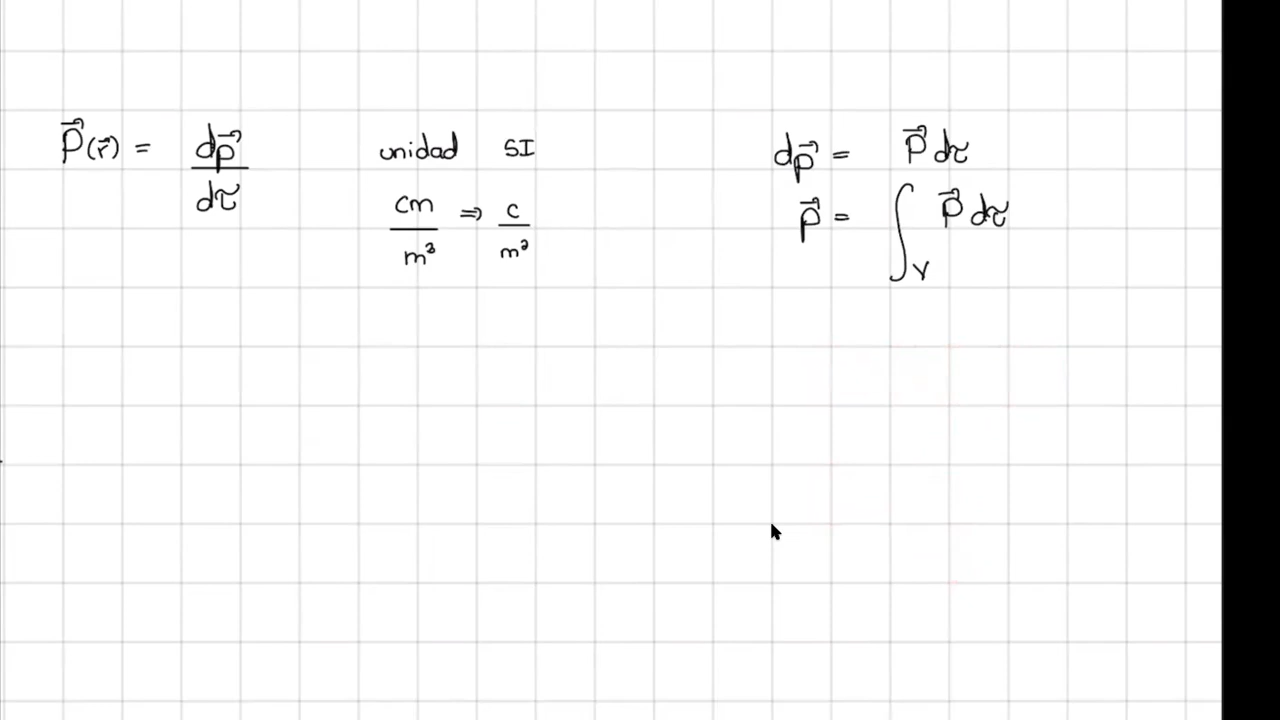 P⃗(r⃗) = dp⃗/dτ
unidad SI
cm/m³ ⇒ c/m²
dp⃗ = P⃗ dτ
p⃗ = ∫_V P⃗ dτ